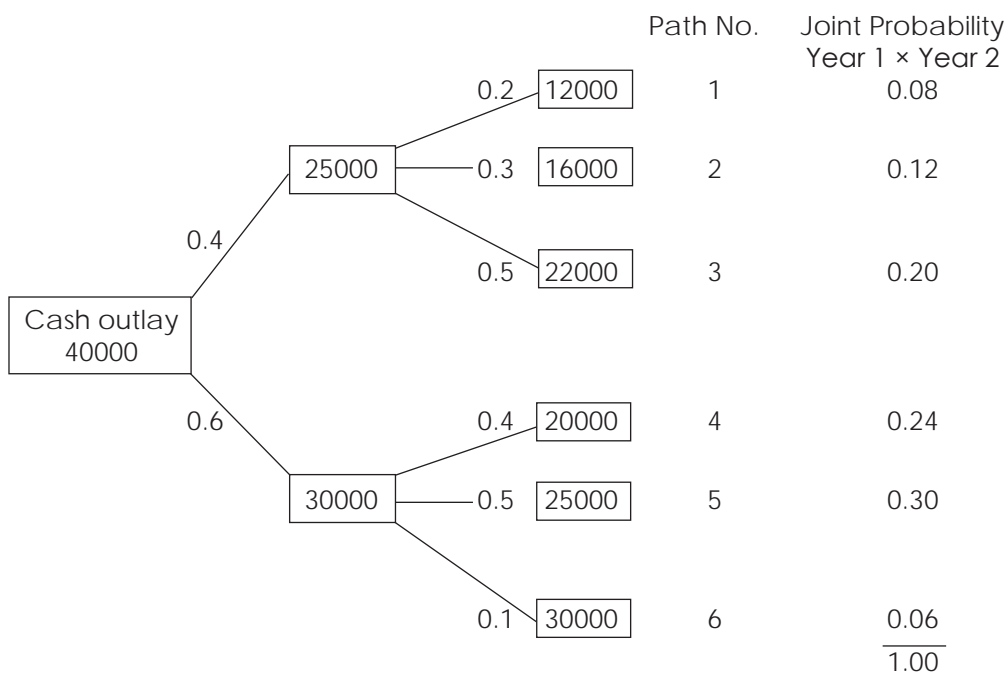 Path No. Joint Probability
Year 1 × Year 2
0.2 12000 1 0.08
25000 0.3 16000 2 0.12
0.4
0.5 22000 3 0.20
Cash outlay
40000
0.6 0.4 20000 4 0.24
30000 0.5 25000 5 0.30
0.1 30000 6 0.06
1.00